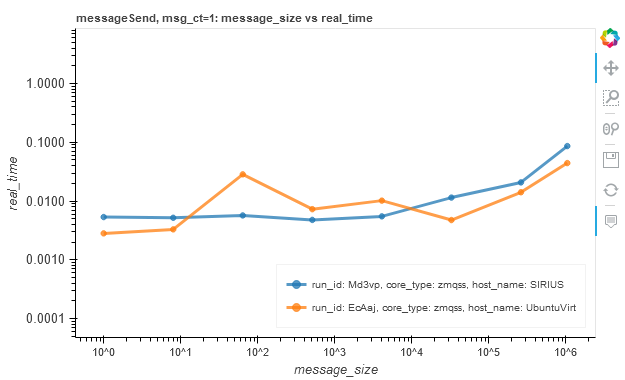 messageSend, msg_ct=1: message_size vs real_time
1.0000
0.1000
0.0100
0.0010
0.0001
real_time
run_id: Md3vp, core_type: zmqss, host_name: SIRIUS
run_id: EcAaj, core_type: zmqss, host_name: UbuntuVirt
10^0
10^1
10^2
10^3
10^4
10^5
10^6
message_size